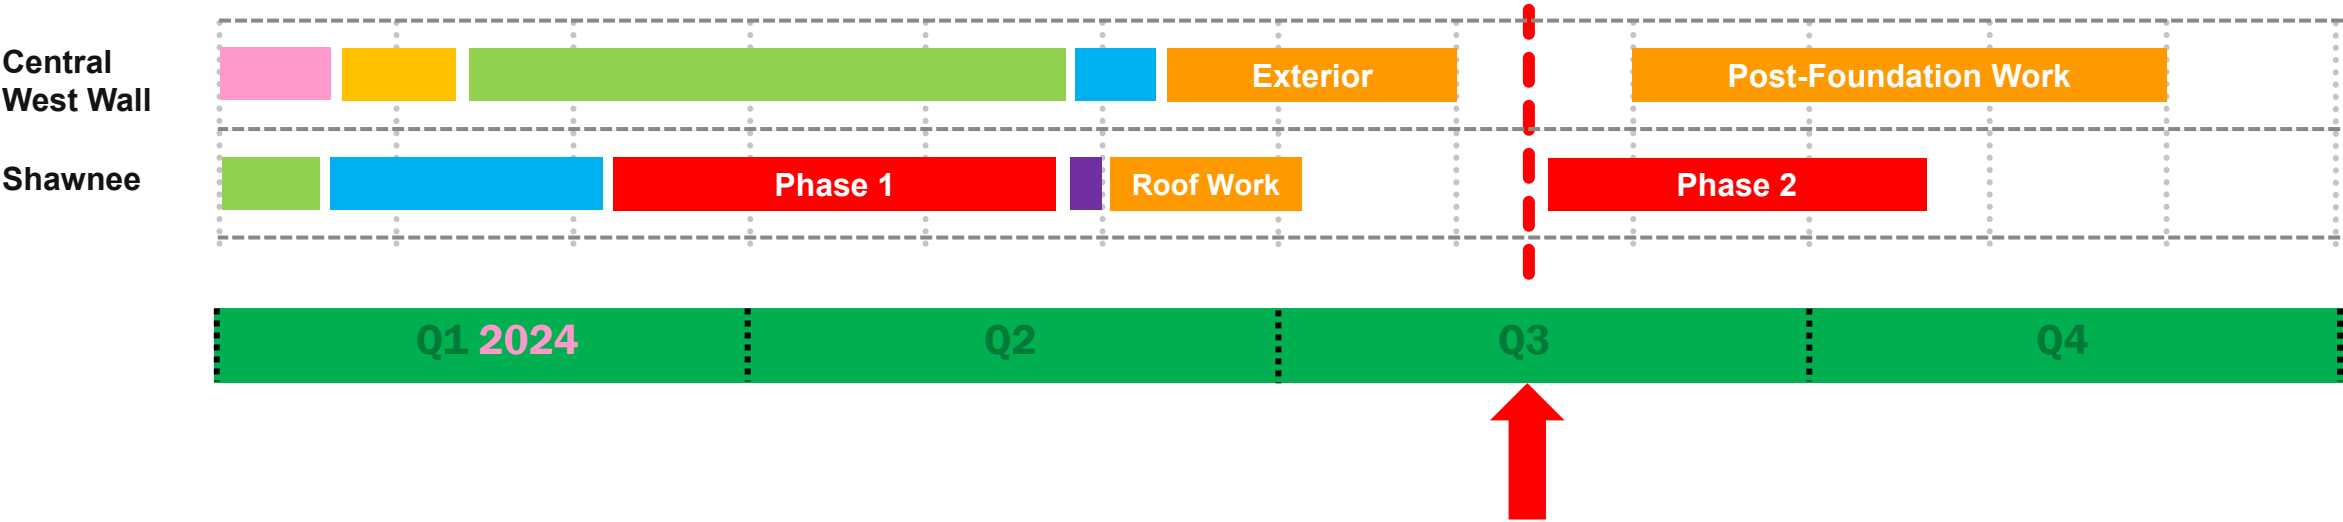 Central
West Wall
Exterior
Post-Foundation Work
Shawnee
Phase 1
Roof Work
Phase 2
Q1 2024
Q2
Q3
Q4